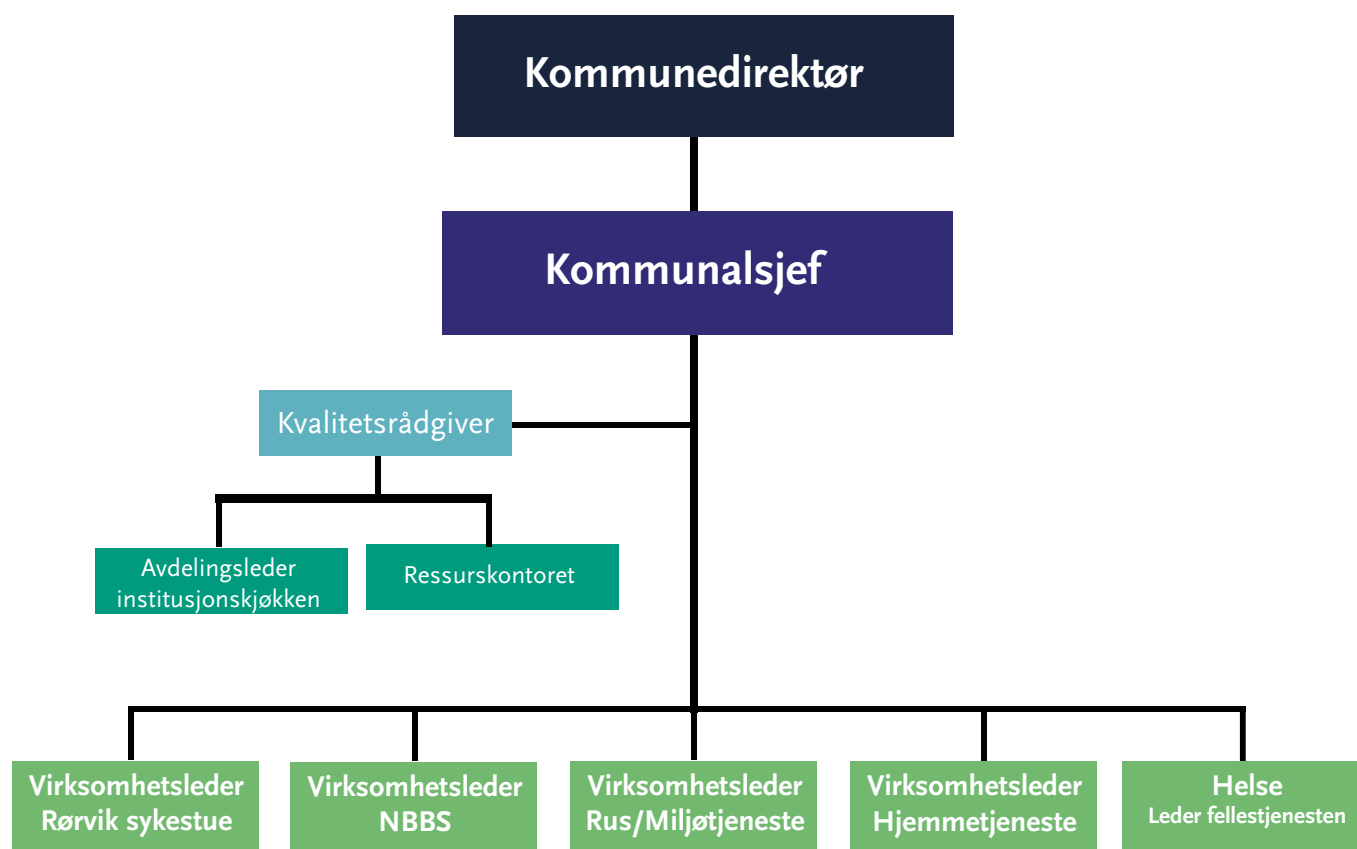 Kommunedirektør
Kommunalsjef
Kvalitetsrådgiver
Avdelingsleder
institusjonskjøkken
Ressurskontoret
Virksomhetsleder
Rørvik sykestue
Virksomhetsleder
NBBS
Virksomhetsleder
Rus/Miljøtjeneste
Virksomhetsleder
Hjemmetjeneste
Helse
Leder fellestjenesten